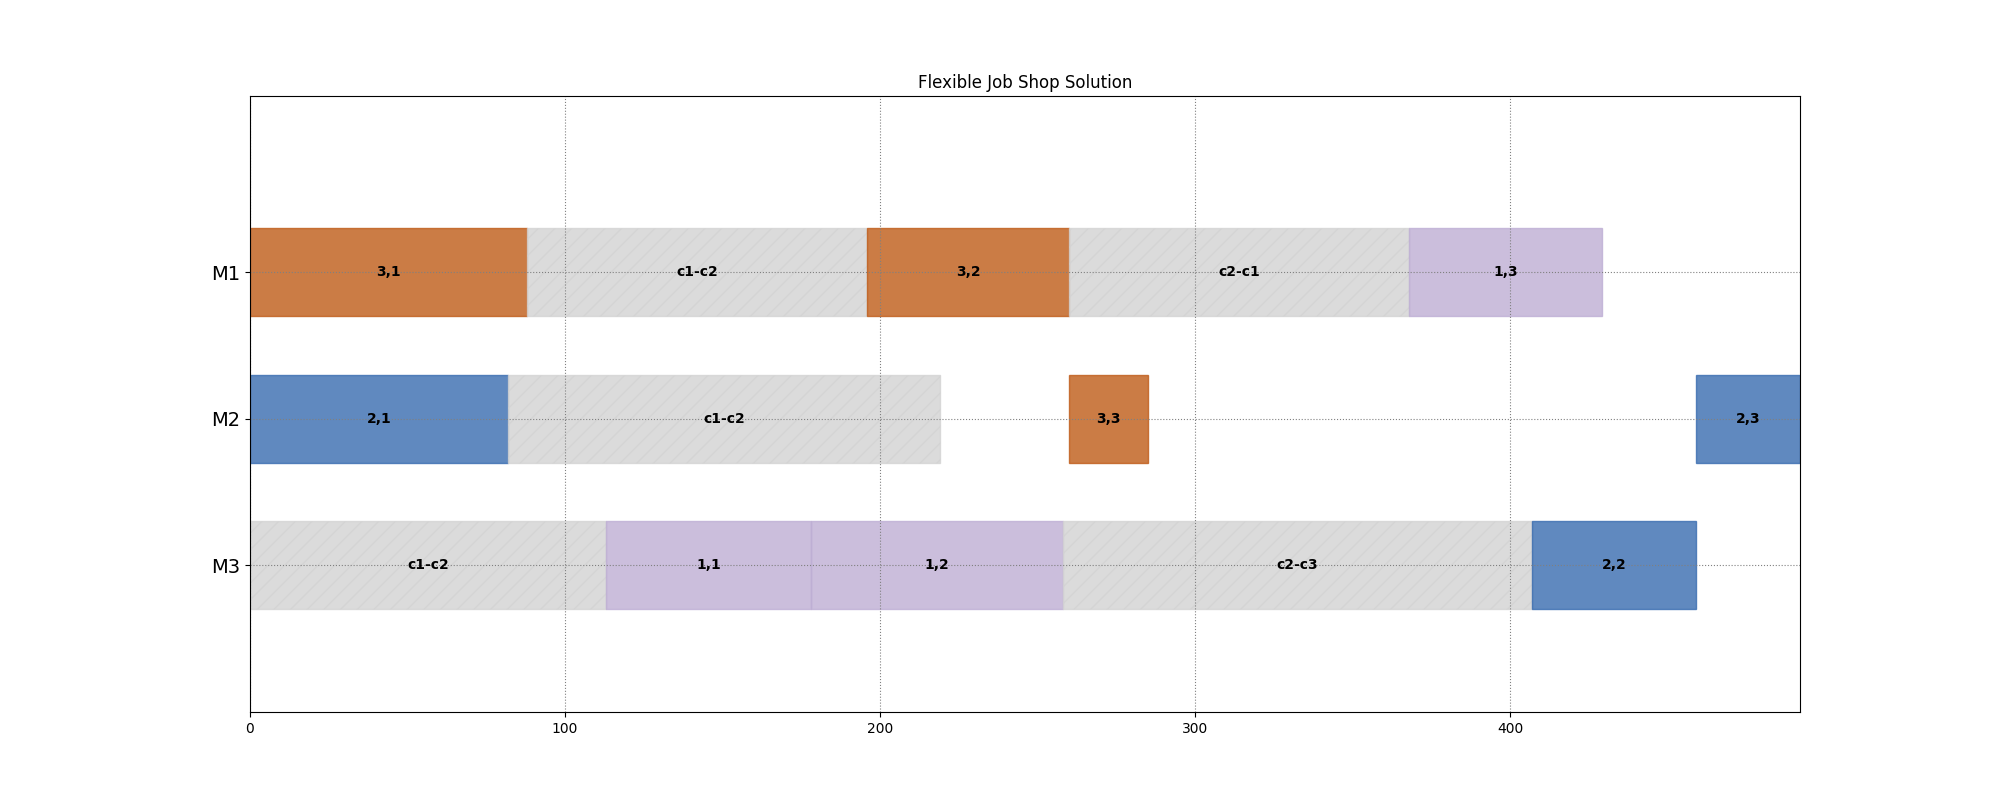 Flexible Job Shop Solution
M1
3,1
c1-c2
3,2
c2-c1
1,3
M2
2,1
c1-c2
3,3
2,3
M3
c1-c2
1,1
1,2
c2-c3
2,2
0
100
200
300
400